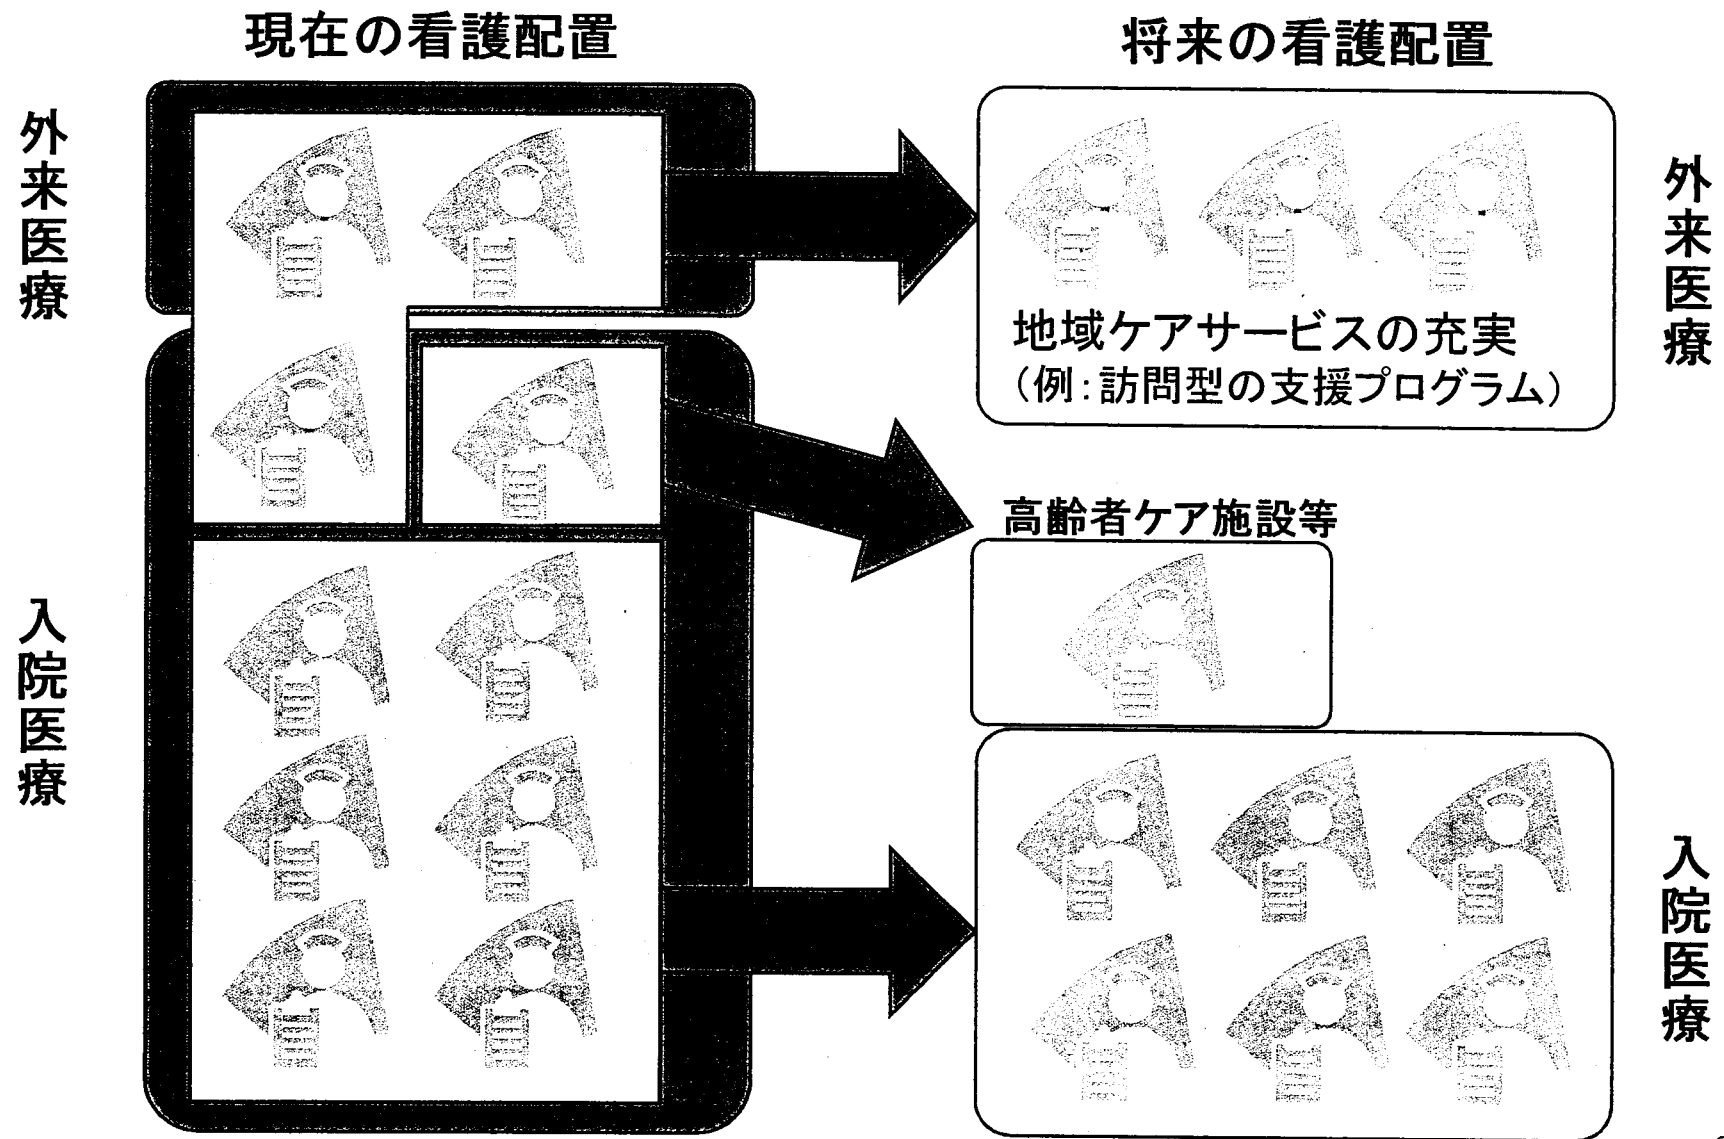 現在の看護配置
将来の看護配置
外来医療
入院医療
地域ケアサービスの充実
（例：訪問型の支援プログラム）
高齢者ケア施設等
外来医療
入院医療